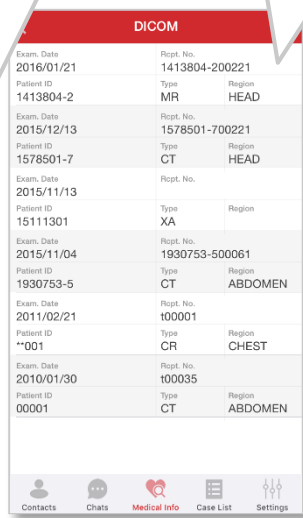 DICOM
Exam. Date Rcpt. No.
2016/01/21 1413804-200221
Patient ID Type Region
1413804-2 MR HEAD
Exam. Date Rcpt. No.
2015/12/13 1578501-700221
Patient ID Type Region
1578501-7 CT HEAD
Exam. Date Rcpt. No.
2015/11/13
Patient ID Type Region
15111301 XA
Exam. Date Rcpt. No.
2015/11/04 1930753-500061
Patient ID Type Region
1930753-5 CT ABDOMEN
Exam. Date Rcpt. No.
2011/02/21 t00001
Patient ID Type Region
**001 CR CHEST
Exam. Date Rcpt. No.
2010/01/30 t00035
Patient ID Type Region
00001 CT ABDOMEN
Contacts Chats Medical Info Case List Settings